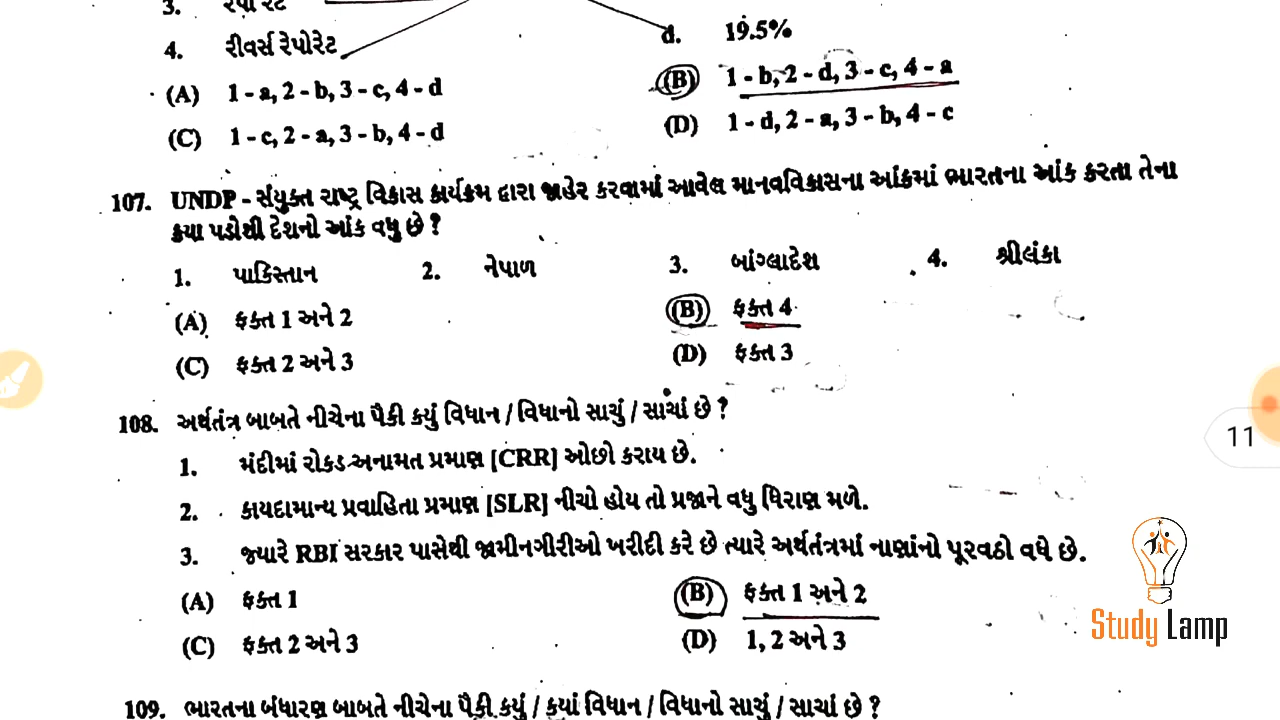 3. રેપો રેટ
4. રીવર્સ રેપોરેટ d. 19.5%
(A) 1 - a, 2 - b, 3 - c, 4 - d (B) 1 - b, 2 - d, 3 - c, 4 - a
(C) 1 - c, 2 - a, 3 - b, 4 - d (D) 1 - d, 2 - a, 3 - b, 4 - c
107. UNDP - સંયુક્ત રાષ્ટ્ર વિકાસ કાર્યક્રમ દ્વારા જાહેર કરવામાં આવેલ માનવવિકાસના આંકમાં ભારતના આંક કરતા તેના
ક્યા પડોથી દેશનો આંક વધુ છે ?
1. પાકિસ્તાન 2. નેપાળ 3. બાંગ્લાદેશ 4. શ્રીલંકા
(A) ફક્ત 1 અને 2 (B) ફક્ત 4
(C) ફક્ત 2 અને 3 (D) ફક્ત 3
108. અર્થતંત્ર બાબતે નીચેના પૈકી કર્યુ વિધાન / વિધાનો સાચું / સાચાં છે ?
1. મંદીમાં રોકડ અનામત પ્રમાણ [CRR] ઓછો કરાય છે.
2. કાયદામાન્ય પ્રવાહિતા પ્રમાણ [SLR] નીચો હોય તો પ્રજાને વધુ ધિરાણ મળે.
3. જ્યારે RBI સરકાર પાસેથી જામીનગીરીઓ ખરીદી કરે છે ત્યારે અર્થતંત્રમાં નાણાંનો પૂરવઠો વધે છે.
(A) ફક્ત 1 (B) ફક્ત 1 અને 2
(C) ફક્ત 2 અને 3 (D) 1, 2 અને 3
109. ભારતના બંધારણ બાબતે નીચેના પૈકી કર્યુ / ક્યાં વિધાન / વિધાનો સાચું / સાચાં છે ?
11
Study Lamp